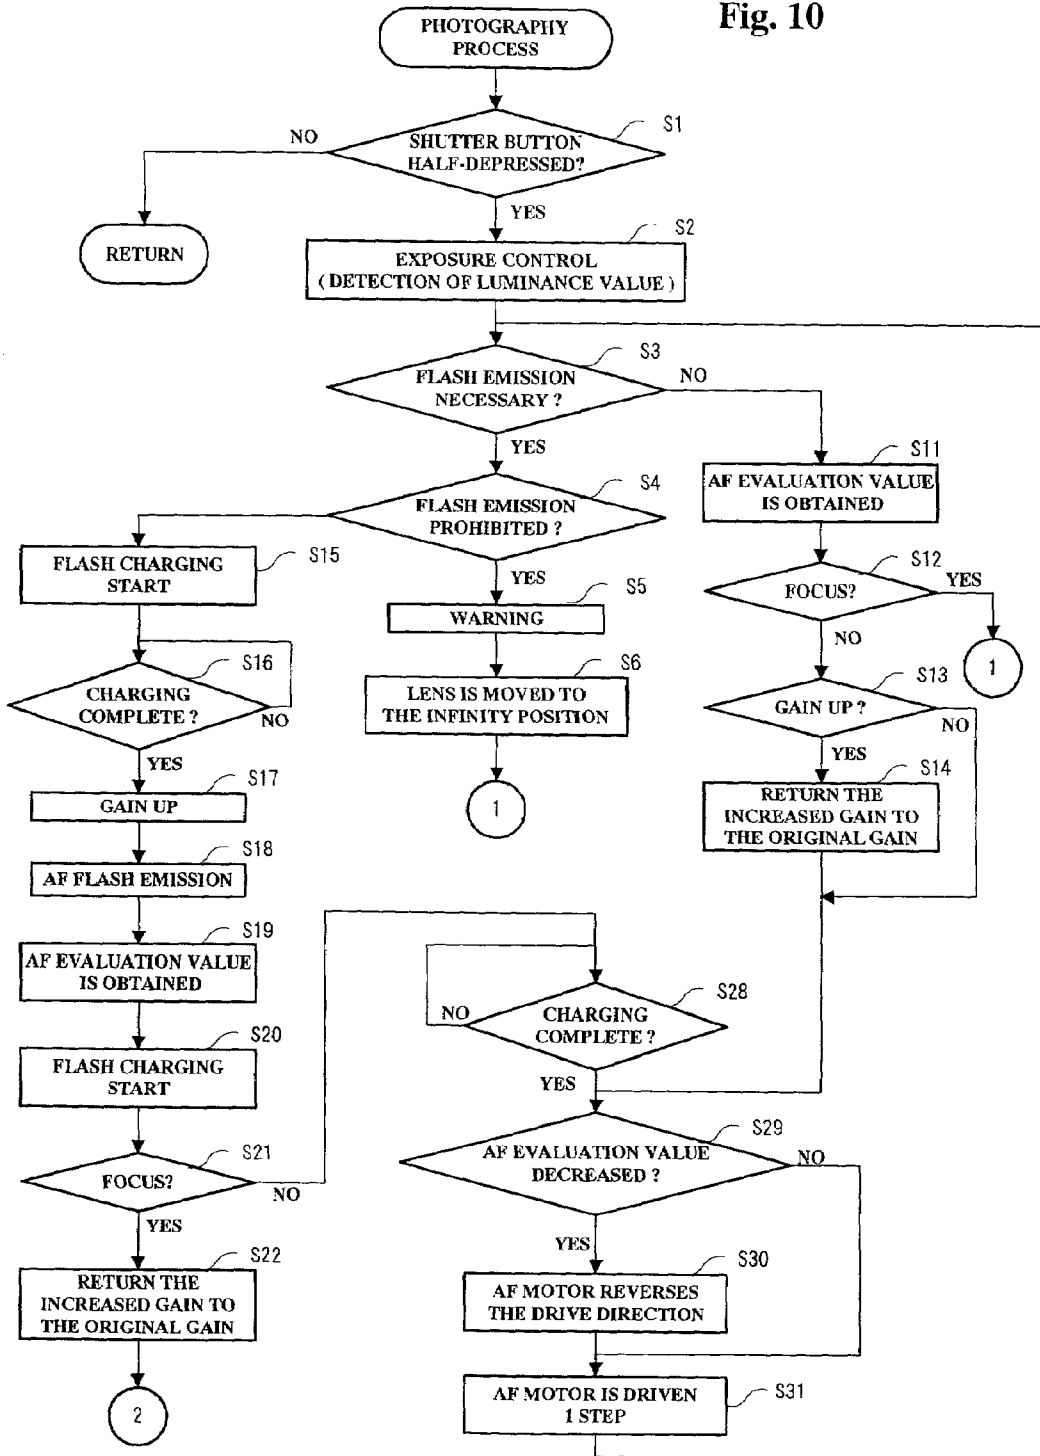 Fig. 10
PHOTOGRAPHY
PROCESS
S1
SHUTTER BUTTON
HALF-DEPRESSED?
NO
YES
RETURN
S2
EXPOSURE CONTROL
( DETECTION OF LUMINANCE VALUE )
S3
FLASH EMISSION
NECESSARY ?
NO
YES
S4
FLASH EMISSION
PROHIBITED ?
YES
S5
WARNING
S6
LENS IS MOVED TO
THE INFINITY POSITION
1
S11
AF EVALUATION VALUE
IS OBTAINED
S12
FOCUS?
YES
NO
1
S13
GAIN UP ?
NO
YES
S14
RETURN THE
INCREASED GAIN TO
THE ORIGINAL GAIN
S15
FLASH CHARGING
START
S16
CHARGING
COMPLETE ?
NO
YES
S17
GAIN UP
S18
AF FLASH EMISSION
S19
AF EVALUATION VALUE
IS OBTAINED
S20
FLASH CHARGING
START
S21
FOCUS?
NO
YES
S22
RETURN THE
INCREASED GAIN TO
THE ORIGINAL GAIN
2
S28
CHARGING
COMPLETE ?
NO
YES
S29
AF EVALUATION VALUE
DECREASED ?
NO
YES
S30
AF MOTOR REVERSES
THE DRIVE DIRECTION
S31
AF MOTOR IS DRIVEN
1 STEP